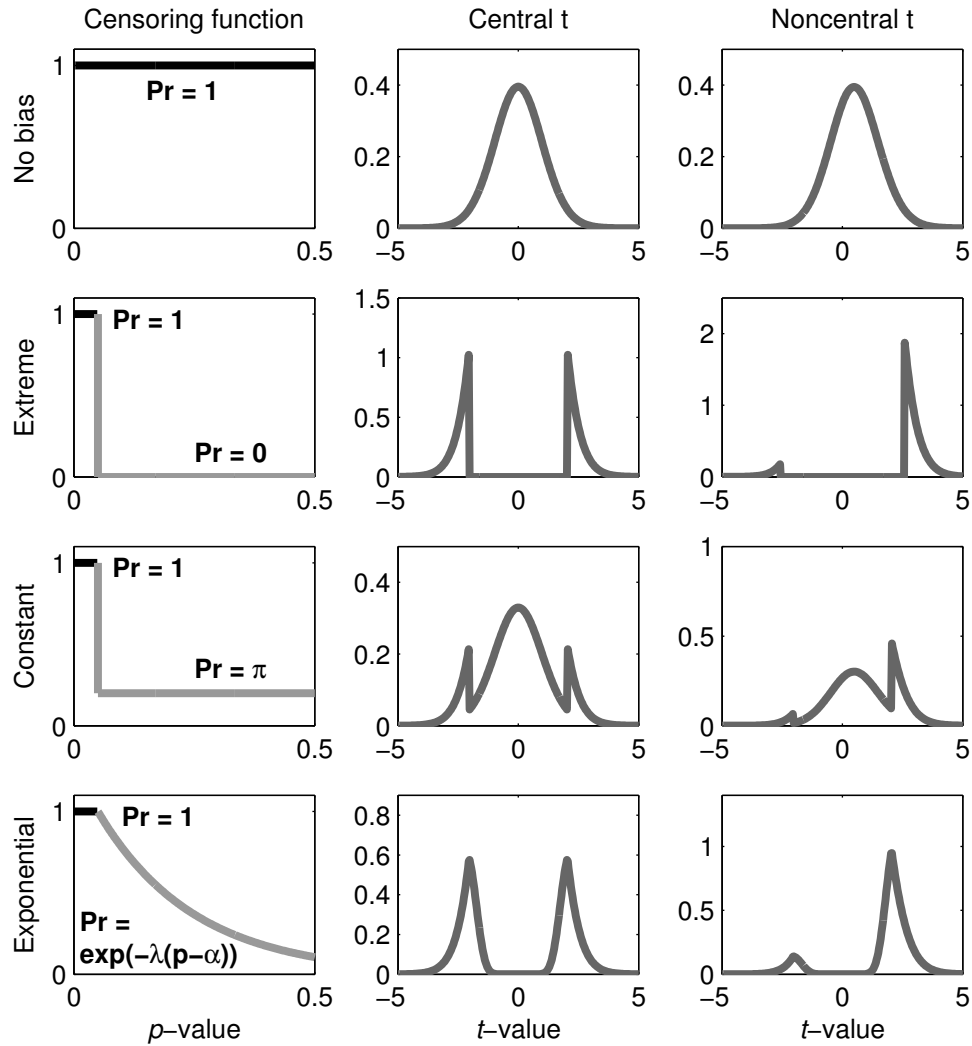 Censoring function Central t Noncentral t
No bias
1
Pr = 1
0
0 0.5
0.4
0.2
0
−5 0 5
0.4
0.2
0
−5 0 5
Extreme
1
Pr = 1
Pr = 0
0
0 0.5
1.5
1
0.5
0
−5 0 5
2
1
0
−5 0 5
Constant
1
Pr = 1
Pr = π
0
0 0.5
0.4
0.2
0
−5 0 5
1
0.5
0
−5 0 5
Exponential
1
Pr = 1
Pr =
exp(−λ(p−α))
0
0 0.5
p−value
0.8
0.6
0.4
0.2
0
−5 0 5
t−value
1
0.5
0
−5 0 5
t−value